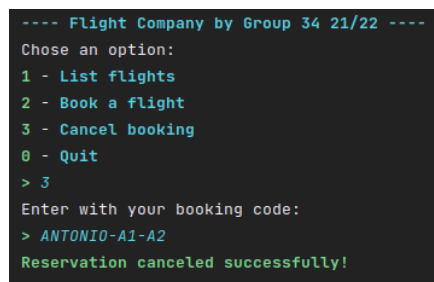 ---- Flight Company by Group 34 21/22 ----
Chose an option:
1 - List flights
2 - Book a flight
3 - Cancel booking
0 - Quit
> 3
Enter with your booking code:
> ANTONIO-A1-A2
Reservation canceled successfully!